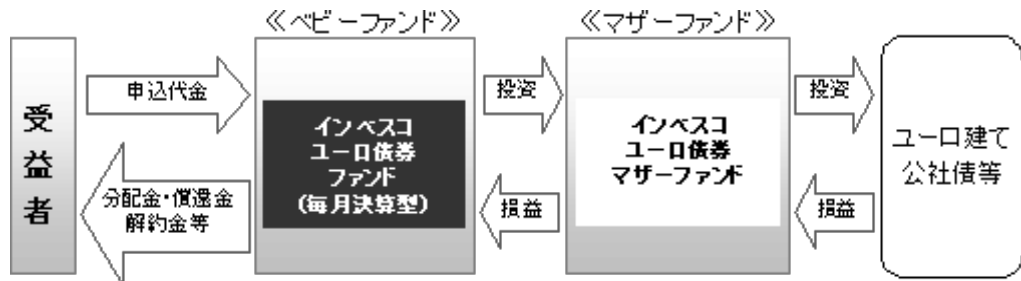 ≪ベビーファンド≫
≪マザーファンド≫
受益者
申込代金
分配金・償還金
解約金等
インベスコ
ユーロ債券
ファンド
(毎月決算型)
投資
損益
インベスコ
ユーロ債券
マザーファンド
投資
損益
ユーロ建て
公社債等